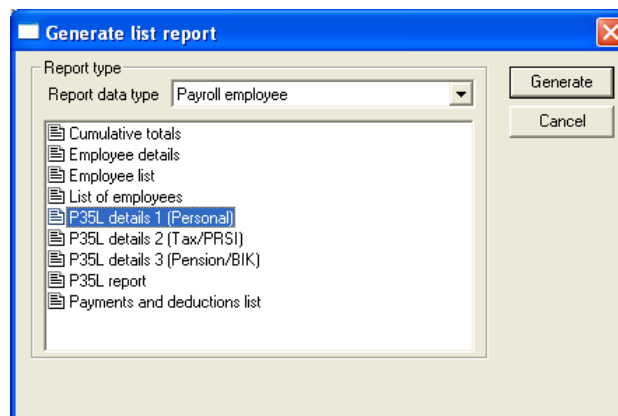 Generate list report
Report type
Report data type Payroll employee
Generate
Cancel
Cumulative totals
Employee details
Employee list
List of employees
P35L details 1 (Personal)
P35L details 2 (Tax/PRSI)
P35L details 3 (Pension/BIK)
P35L report
Payments and deductions list